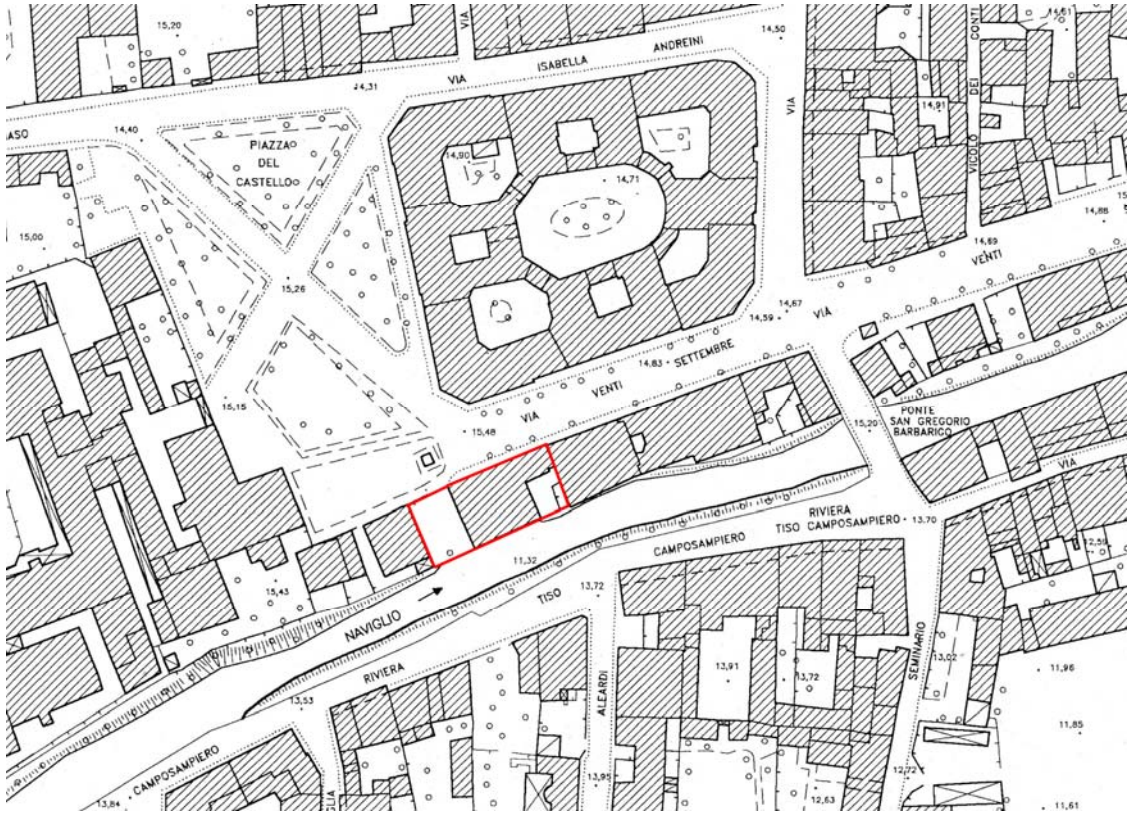 15,20
14,50
VIA
ISABELLA
ANDREINI
14,31
MASO
14,40
PIAZZA
DEL
CASTELLO
14,90
14,71
VIA
14,91
VICOLO DEI CONTI
15,00
15,26
14,69
14,88
VENTI
14,67
14,59
VIA
SETTEMBRE
14,83
VENTI
VIA
15,15
15,48
15,20
PONTE
SAN GREGORIO
BARBARICO
VIA
RIVIERA
TISO CAMPOSAMPIERO
13,70
12,59
11,32
CAMPOSAMPIERO
TISO
13,72
15,43
NAVIGLIO
RIVIERA
13,53
13,91
13,72
SEMINARIO
13,02
11,96
ALEARDI
11,85
CAMPOSAMPIERO
13,84
13,95
12,63
12,72
11,61